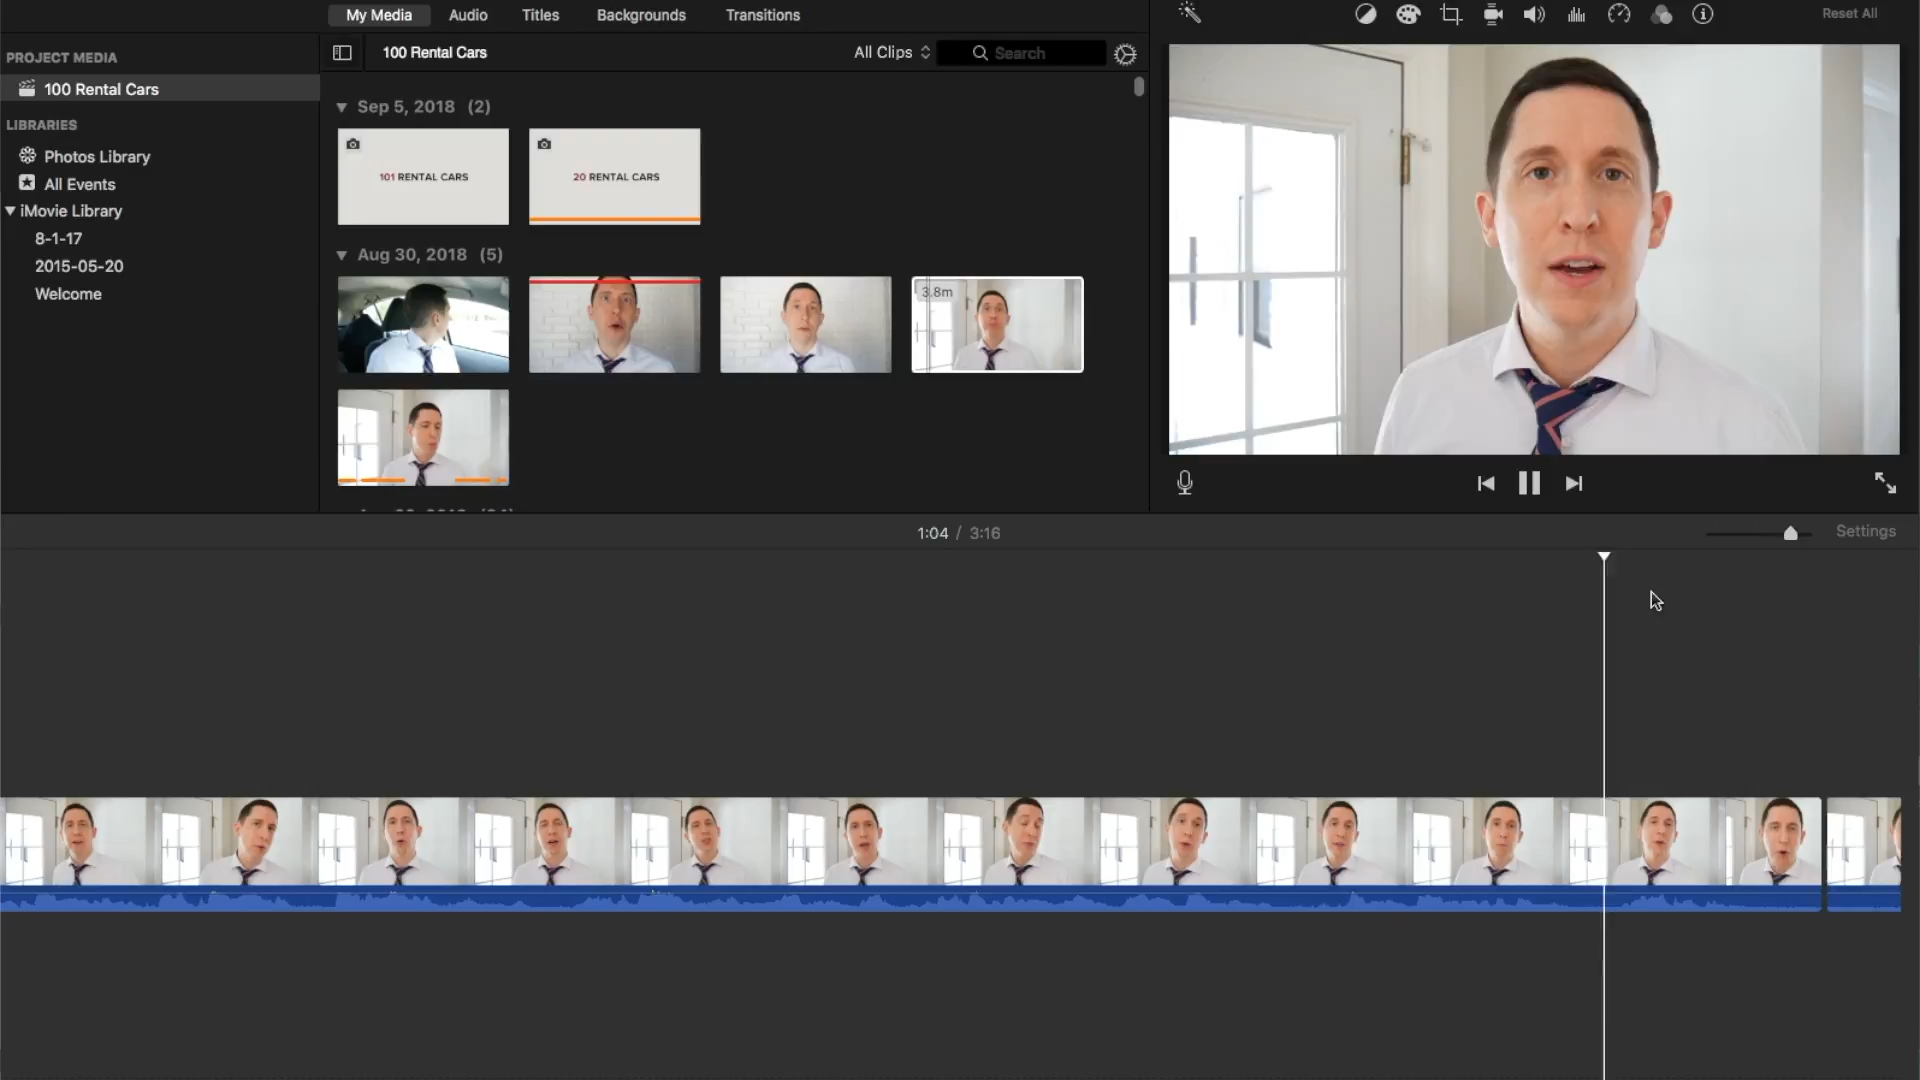 My Media Audio Titles Backgrounds Transitions
Reset All
PROJECT MEDIA
100 Rental Cars
LIBRARIES
Photos Library
All Events
iMovie Library
8-1-17
2015-05-20
Welcome
100 Rental Cars
All Clips
Search
Sep 5, 2018 (2)
101 RENTAL CARS
20 RENTAL CARS
Aug 30, 2018 (5)
3.8m
1:04 / 3:16
Settings